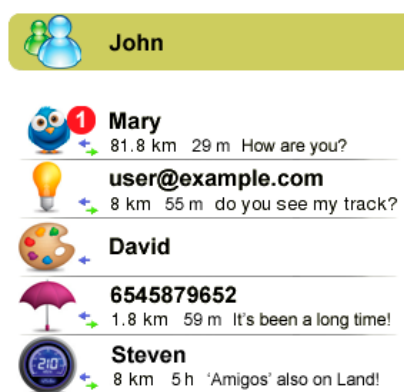 John
1
Mary
81.8 km 29 m How are you?
user@example.com
8 km 55 m do you see my track?
David
6545879652
1.8 km 59 m It's been a long time!
210
Steven
8 km 5 h 'Amigos' also on Land!